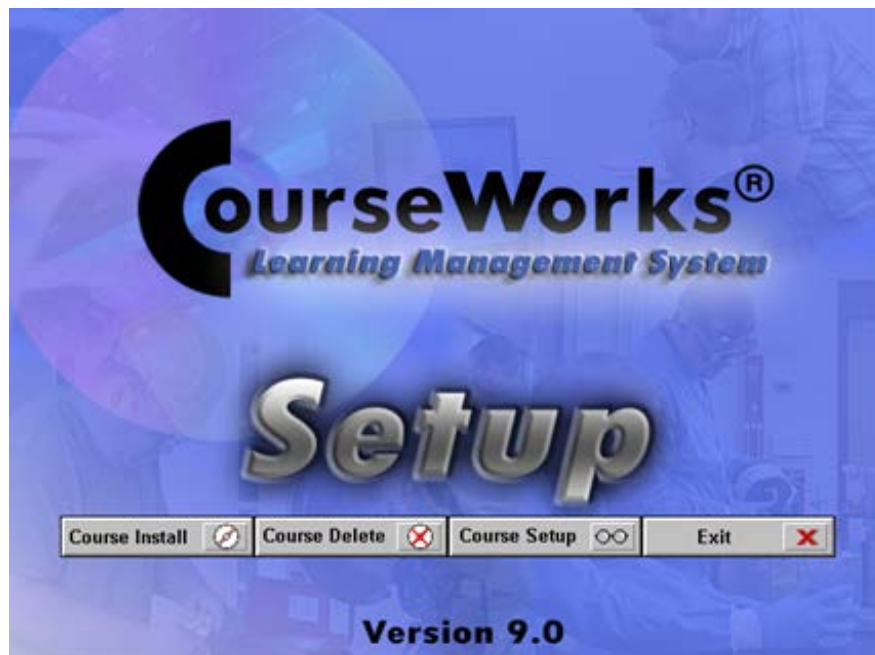 CourseWorks®
Learning Management System
Setup
Course Install Course Delete Course Setup Exit
Version 9.0